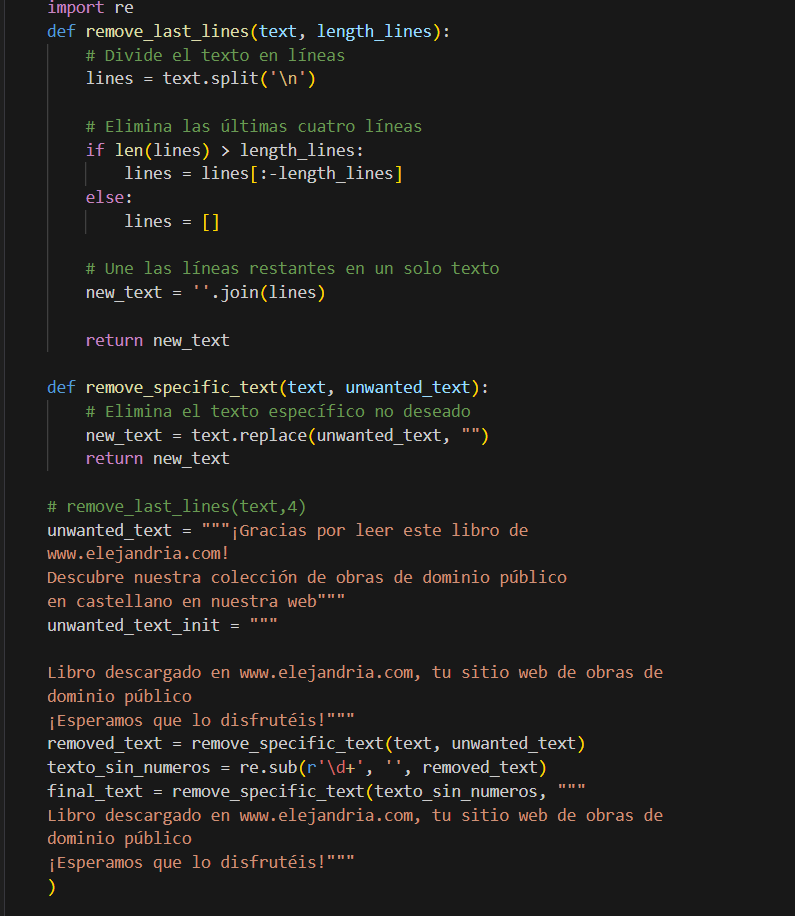 import re
def remove_last_lines(text, length_lines):
    # Divide el texto en líneas
    lines = text.split('\n')

    # Elimina las últimas cuatro líneas
    if len(lines) > length_lines:
        lines = lines[:-length_lines]
    else:
        lines = []

    # Une las líneas restantes en un solo texto
    new_text = ''.join(lines)

    return new_text

def remove_specific_text(text, unwanted_text):
    # Elimina el texto específico no deseado
    new_text = text.replace(unwanted_text, "")
    return new_text

# remove_last_lines(text,4)
unwanted_text = """¡Gracias por leer este libro de
www.elejandria.com!
Descubre nuestra colección de obras de dominio público
en castellano en nuestra web"""
unwanted_text_init = """

Libro descargado en www.elejandria.com, tu sitio web de obras de
dominio público
¡Esperamos que lo disfrutéis!"""
removed_text = remove_specific_text(text, unwanted_text)
texto_sin_numeros = re.sub(r'\d+', '', removed_text)
final_text = remove_specific_text(texto_sin_numeros, """
Libro descargado en www.elejandria.com, tu sitio web de obras de
dominio público
¡Esperamos que lo disfrutéis!"""
)